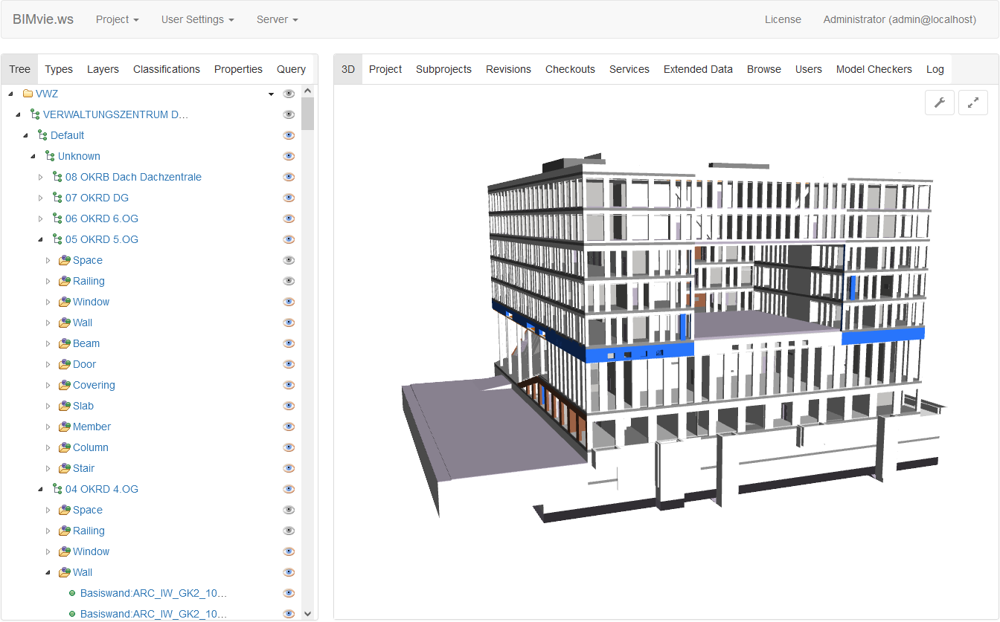 BIMvie.ws Project User Settings Server License Administrator (admin@localhost)
Tree Types Layers Classifications Properties Query
3D Project Subprojects Revisions Checkouts Services Extended Data Browse Users Model Checkers Log
VWZ
VERWALTUNGSZENTRUM D...
Default
Unknown
08 OKRB Dach Dachzentrale
07 OKRD DG
06 OKRD 6.OG
05 OKRD 5.OG
Space
Railing
Window
Wall
Beam
Door
Covering
Slab
Member
Column
Stair
04 OKRD 4.OG
Space
Railing
Window
Wall
Basiswand:ARC_IW_GK2_10...
Basiswand:ARC_IW_GK2_10...